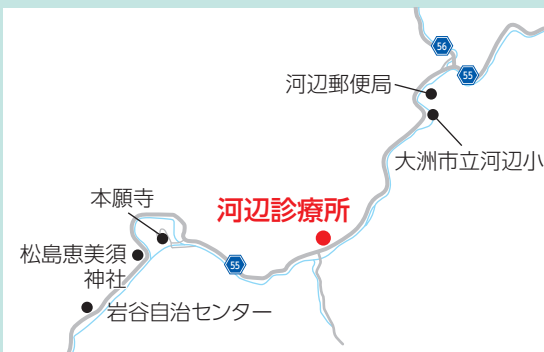 56
55
河辺郵便局
大洲市立河辺小
本願寺
河辺診療所
松島恵美須
神社
55
岩谷自治センター